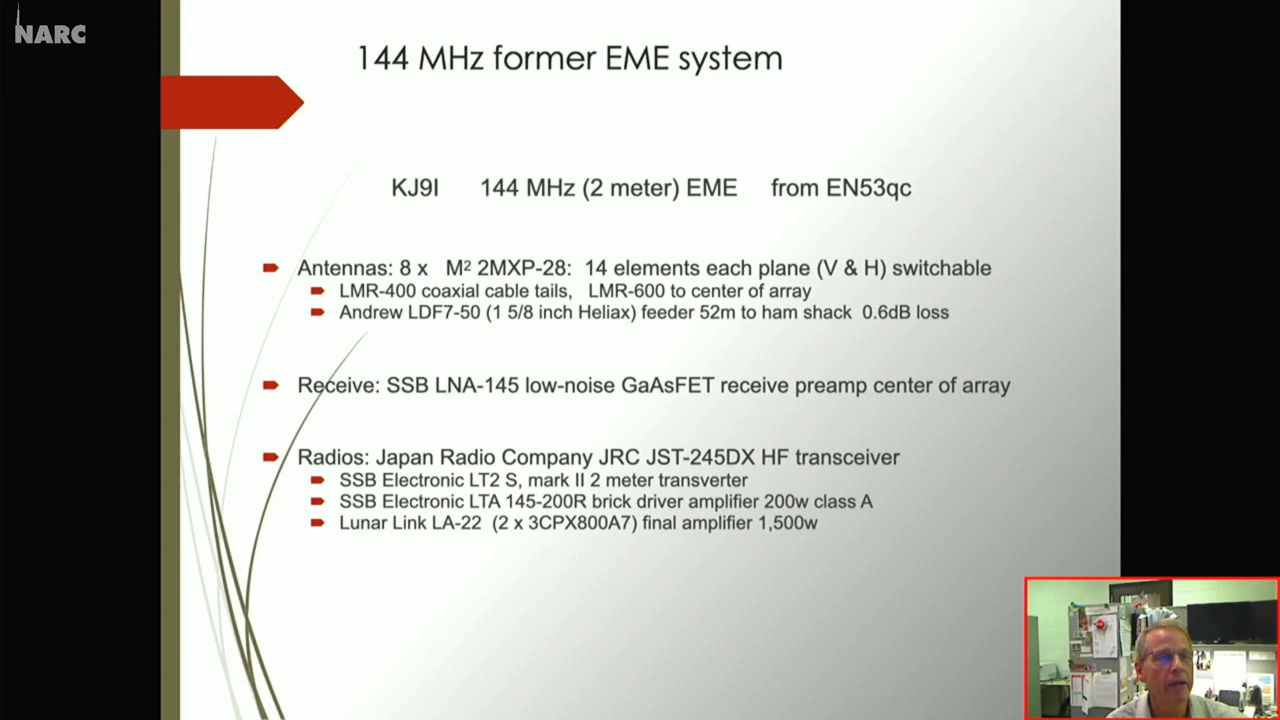 NARC
144 MHz former EME system
KJ9I 144 MHz (2 meter) EME from EN53qc
Antennas: 8 x M² 2MXP-28: 14 elements each plane (V & H) switchable
LMR-400 coaxial cable tails, LMR-600 to center of array
Andrew LDF7-50 (1 5/8 inch Heliax) feeder 52m to ham shack 0.6dB loss
Receive: SSB LNA-145 low-noise GaAsFET receive preamp center of array
Radios: Japan Radio Company JRC JST-245DX HF transceiver
SSB Electronic LT2 S, mark II 2 meter transverter
SSB Electronic LTA 145-200R brick driver amplifier 200w class A
Lunar Link LA-22 (2 x 3CPX800A7) final amplifier 1,500w